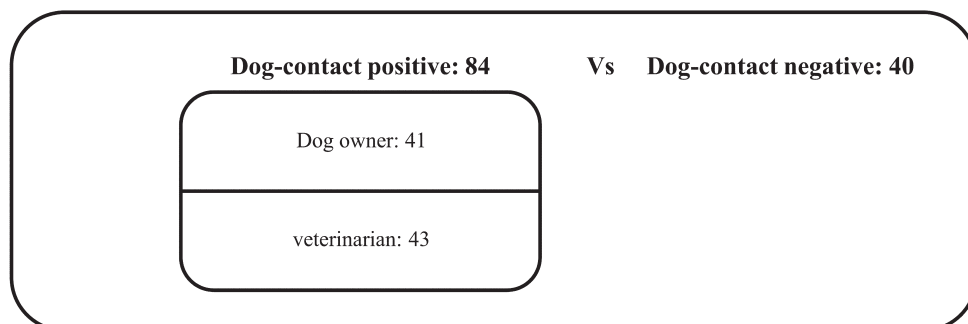 Dog-contact positive: 84 Vs Dog-contact negative: 40
Dog owner: 41
veterinarian: 43